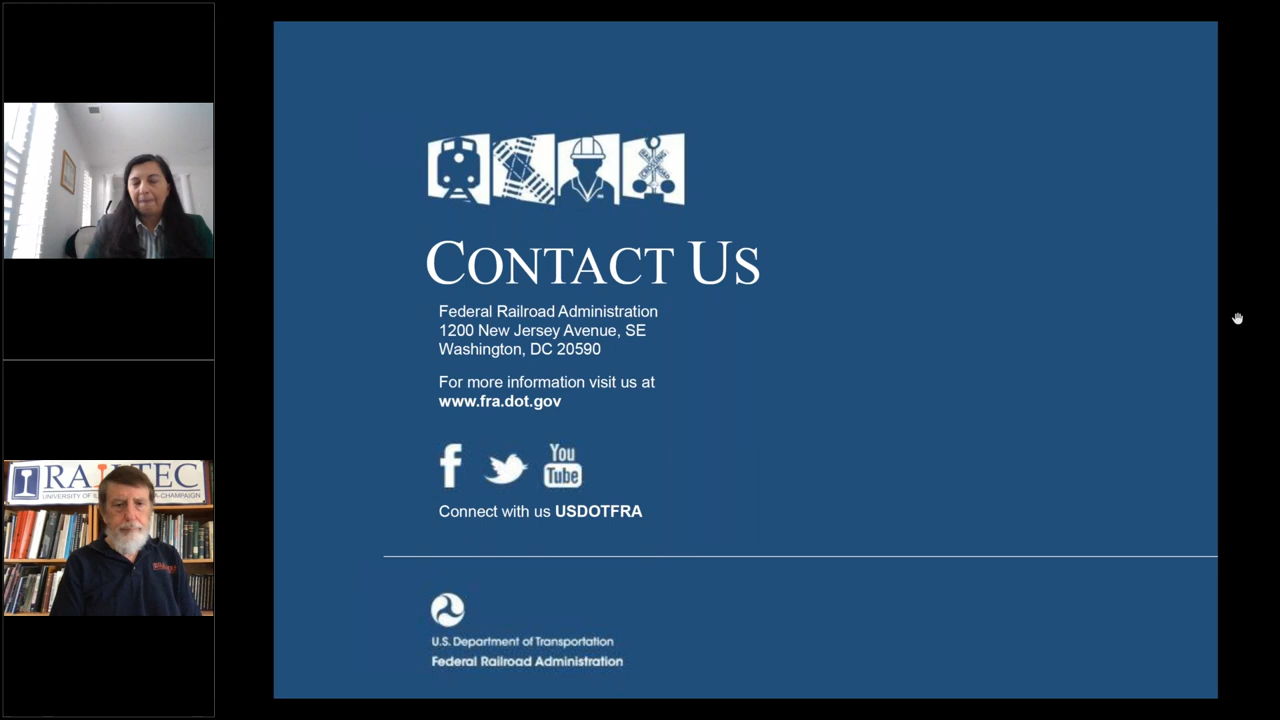 CONTACT US
Federal Railroad Administration
1200 New Jersey Avenue, SE
Washington, DC 20590
For more information visit us at
www.fra.dot.gov
You
Tube
Connect with us USDOTFRA
U.S. Department of Transportation
Federal Railroad Administration